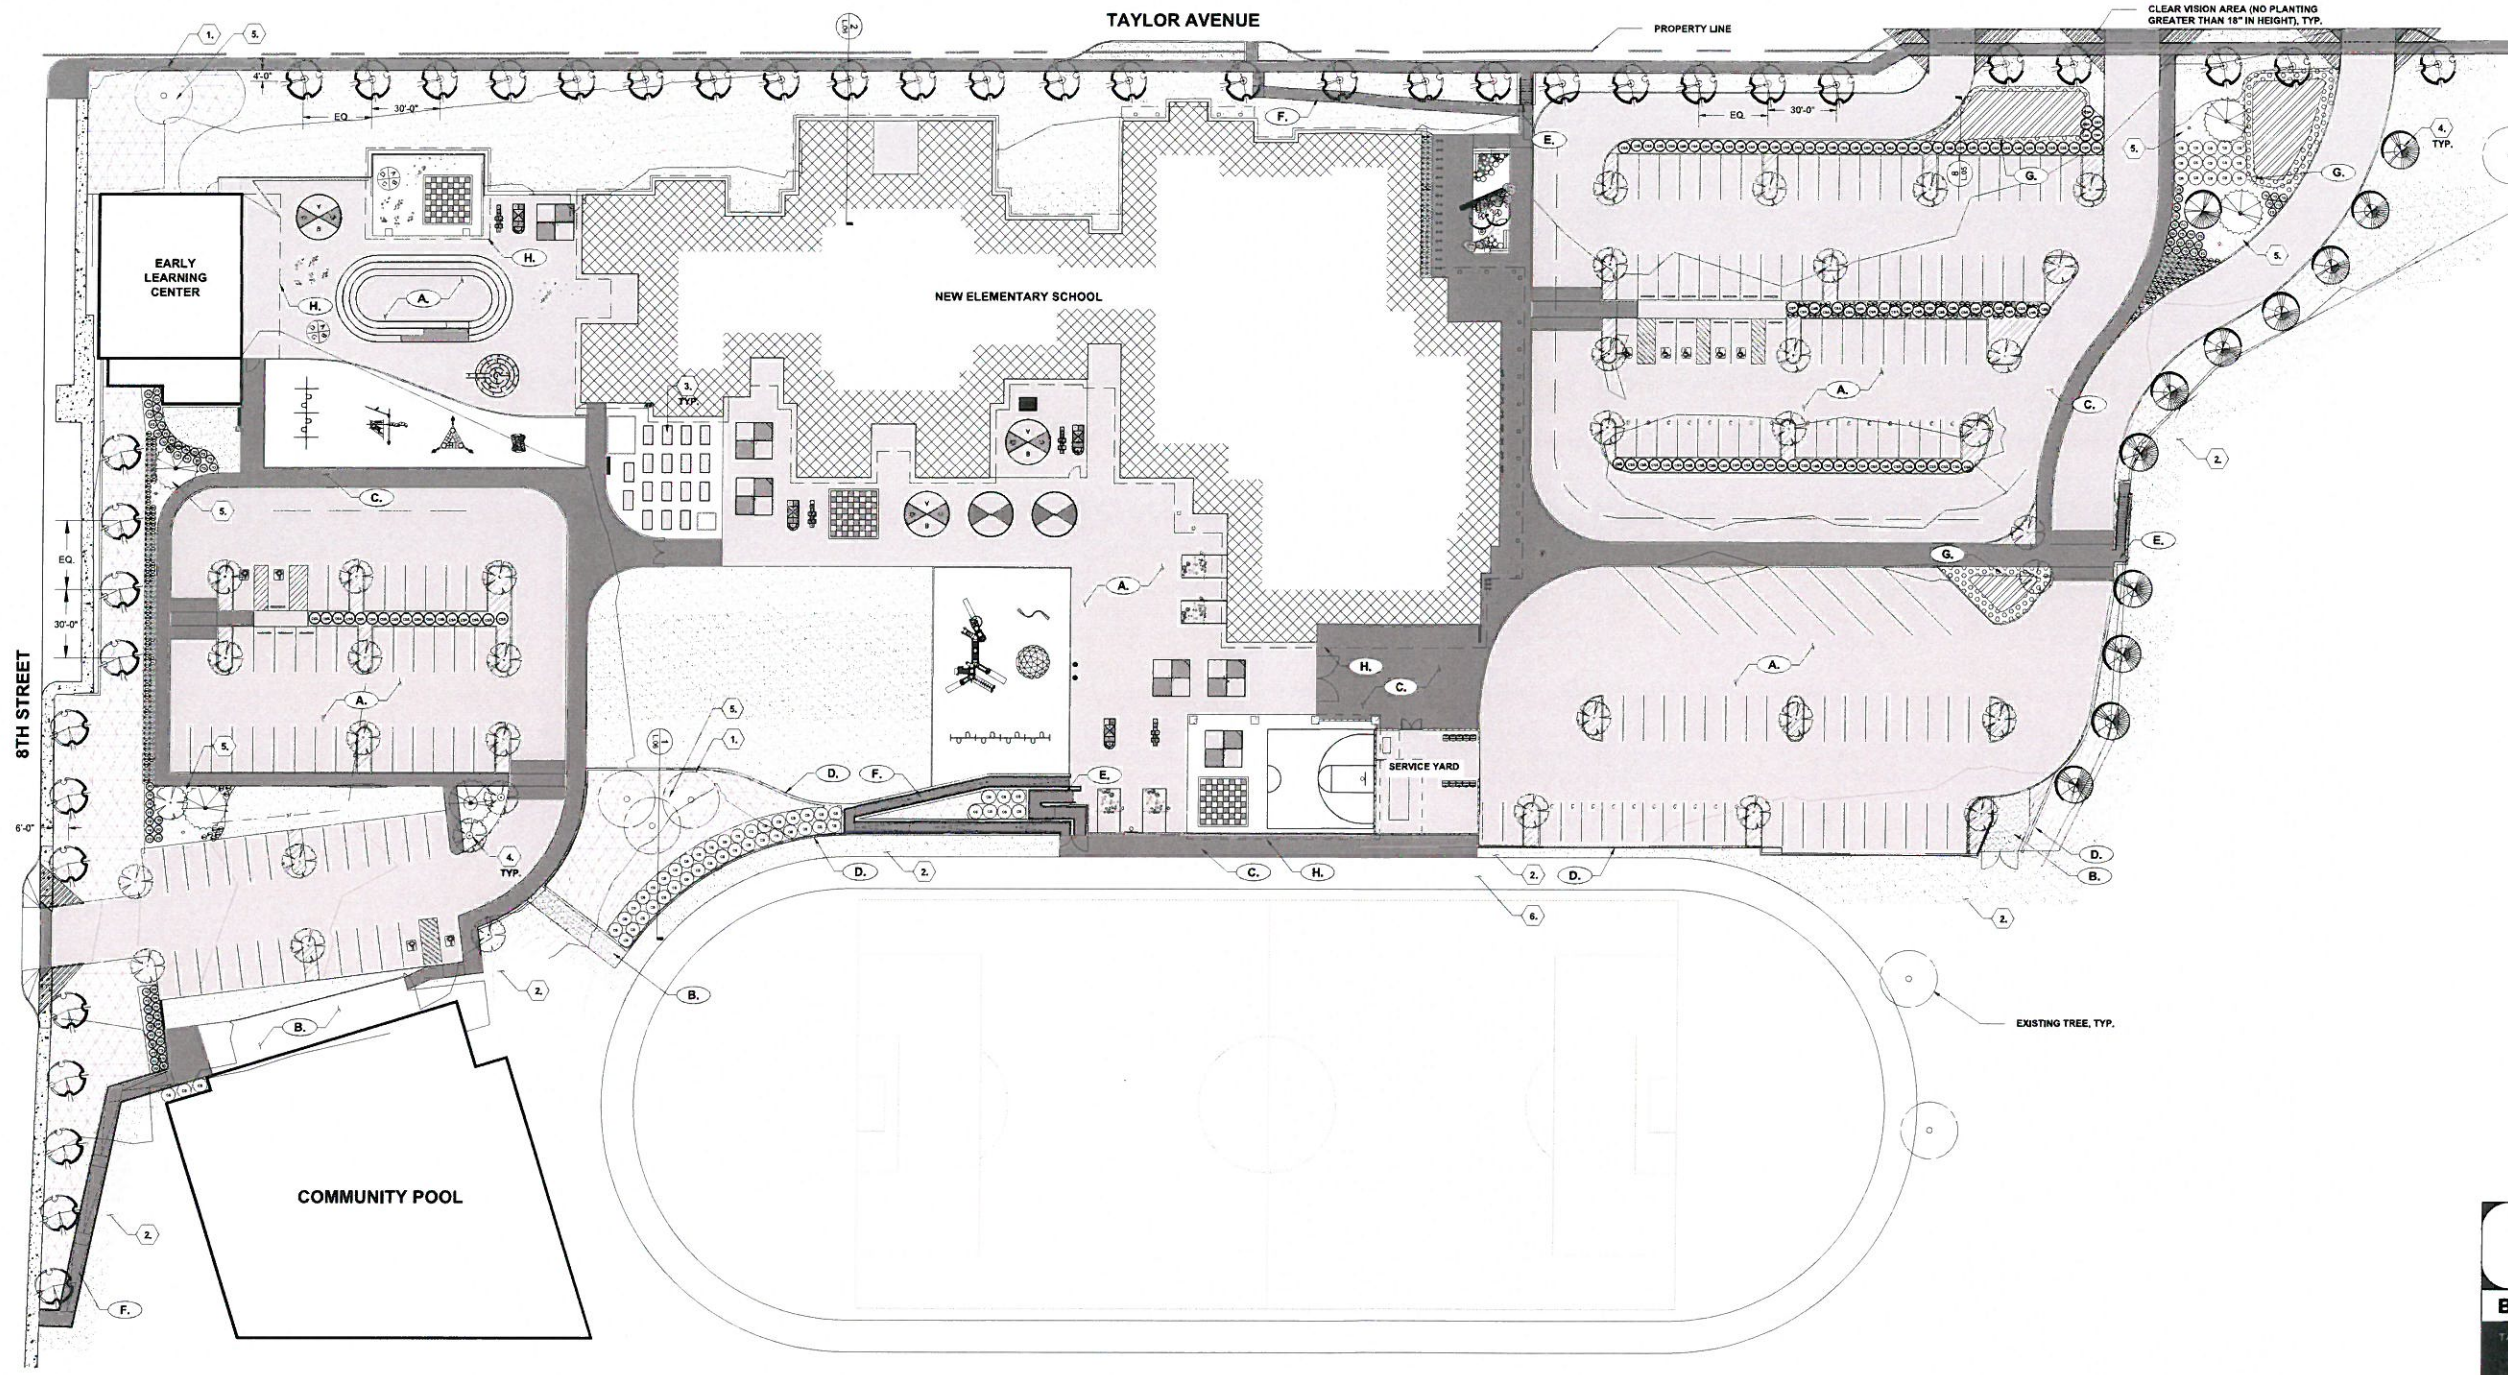 TAYLOR AVENUE
CLEAR VISION AREA (NO PLANTING
GREATER THAN 18" IN HEIGHT), TYP.
PROPERTY LINE
1.
5.
4'-0"
EQ
30'-0"
F.
E.
EQ
30'-0"
5.
4.
TYP.
G.
G.
EARLY
LEARNING
CENTER
H.
H.
A.
NEW ELEMENTARY SCHOOL
5.
3.
TYP.
A.
C.
2.
C.
5.
EQ
30'-0"
A.
G.
E.
8TH STREET
A.
H.
C.
A.
5.
5.
1.
D.
F.
E.
SERVICE YARD
6'-0"
4.
TYP.
D.
2.
C.
H.
2.
D.
D.
B.
2.
6.
2.
B.
B.
EXISTING TREE, TYP.
COMMUNITY POOL
2.
F.